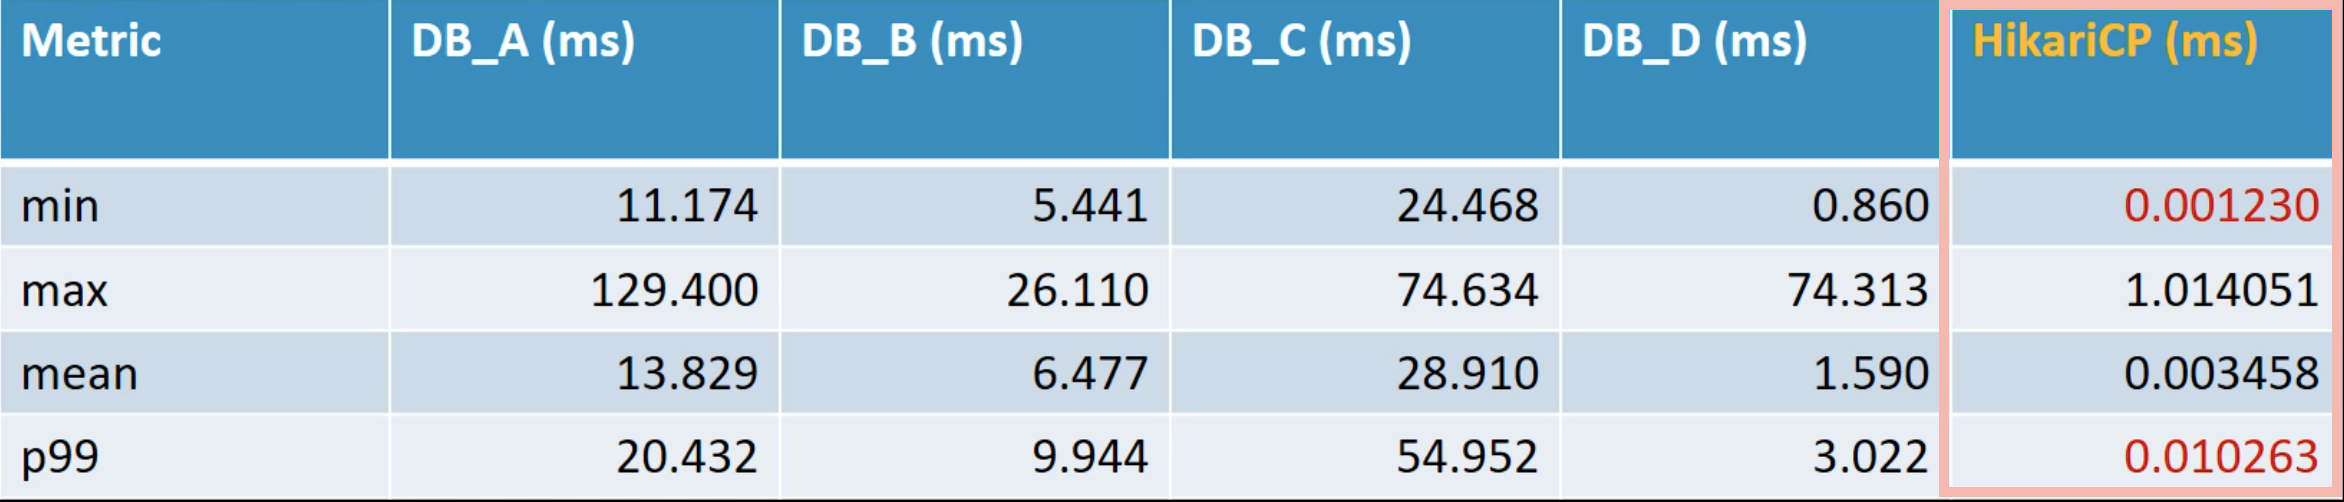 Metric DB_A (ms) DB_B (ms) DB_C (ms) DB_D (ms) HikariCP (ms)
min 11.174 5.441 24.468 0.860 0.001230
max 129.400 26.110 74.634 74.313 1.014051
mean 13.829 6.477 28.910 1.590 0.003458
p99 20.432 9.944 54.952 3.022 0.010263